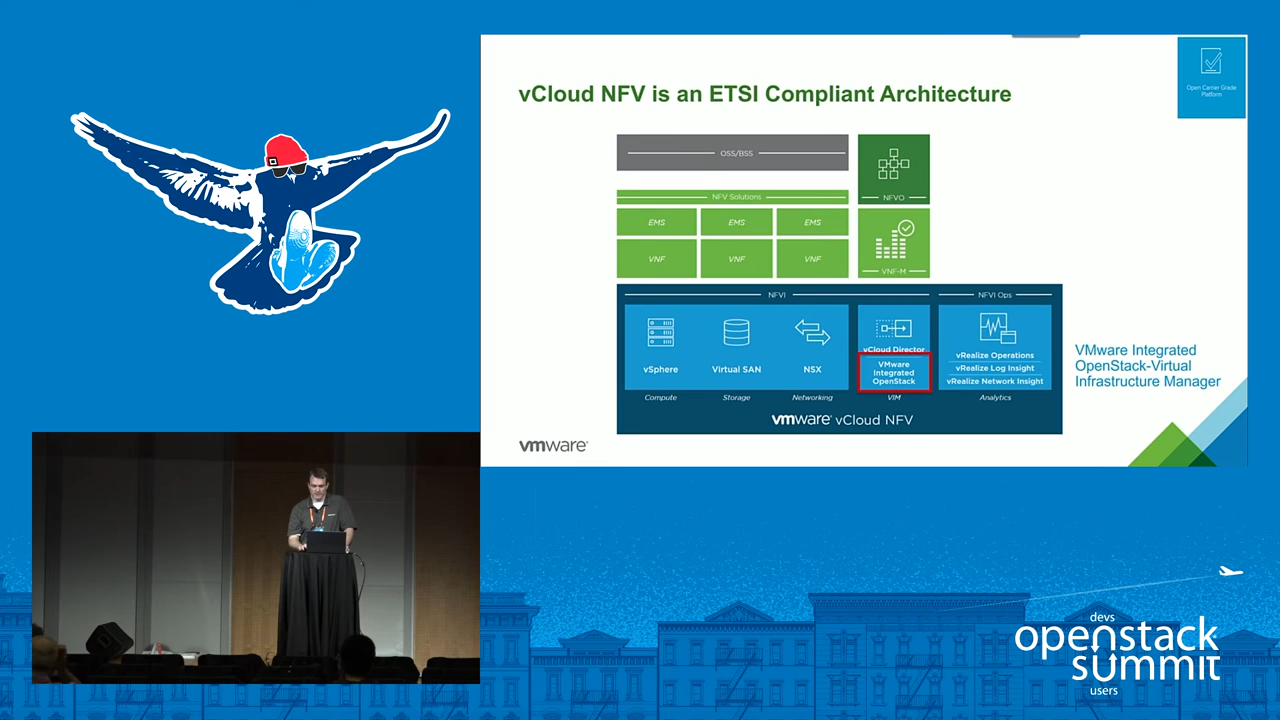 vCloud NFV is an ETSI Compliant Architecture
Open Carrier Grade
Platform
OSS/BSS
NFVO
NFV Solutions
EMS
EMS
EMS
VNF
VNF
VNF
VNF-M
NFVI
NFVI Ops
vSphere
Virtual SAN
NSX
vCloud Director
VMware
Integrated
OpenStack
vRealize Operations
vRealize Log Insight
vRealize Network Insight
Compute
Storage
Networking
VIM
Analytics
vmware® vCloud NFV
VMware Integrated
OpenStack-Virtual
Infrastructure Manager
vmware®
devs
openstack
summit
users